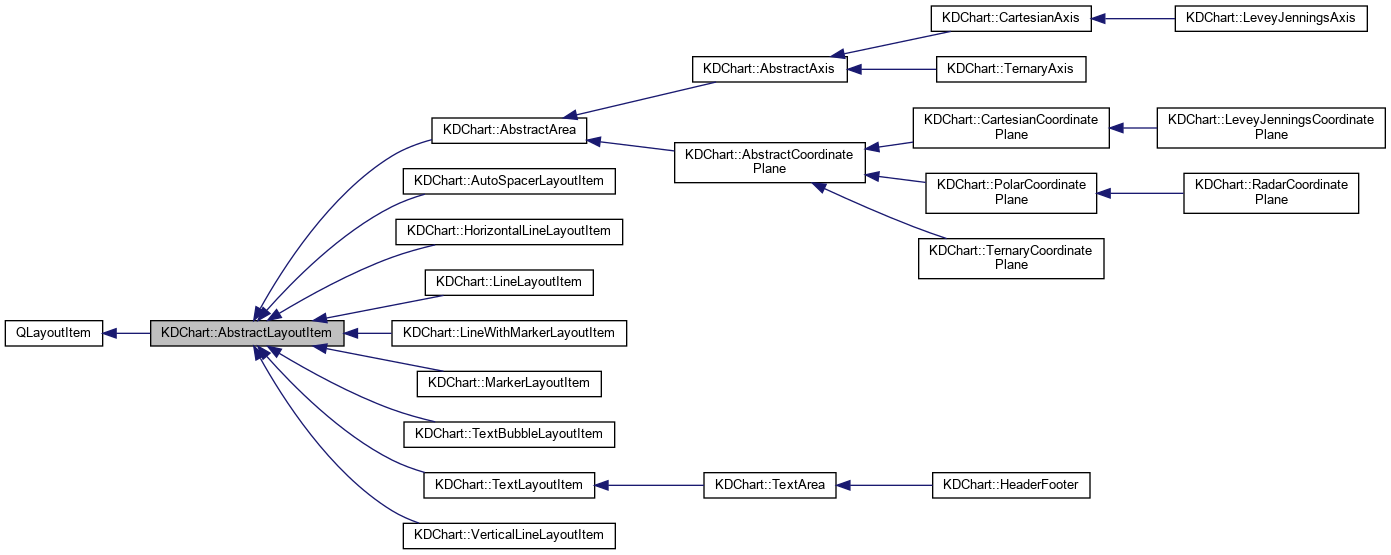 KDChart::CartesianAxis
KDChart::LeveyJenningsAxis
KDChart::AbstractAxis
KDChart::TernaryAxis
KDChart::AbstractArea
KDChart::CartesianCoordinate
Plane
KDChart::LeveyJenningsCoordinate
Plane
KDChart::AbstractCoordinate
Plane
KDChart::AutoSpacerLayoutItem
KDChart::PolarCoordinate
Plane
KDChart::RadarCoordinate
Plane
KDChart::HorizontalLineLayoutItem
KDChart::TernaryCoordinate
Plane
KDChart::LineLayoutItem
QLayoutItem
KDChart::AbstractLayoutItem
KDChart::LineWithMarkerLayoutItem
KDChart::MarkerLayoutItem
KDChart::TextBubbleLayoutItem
KDChart::TextLayoutItem
KDChart::TextArea
KDChart::HeaderFooter
KDChart::VerticalLineLayoutItem